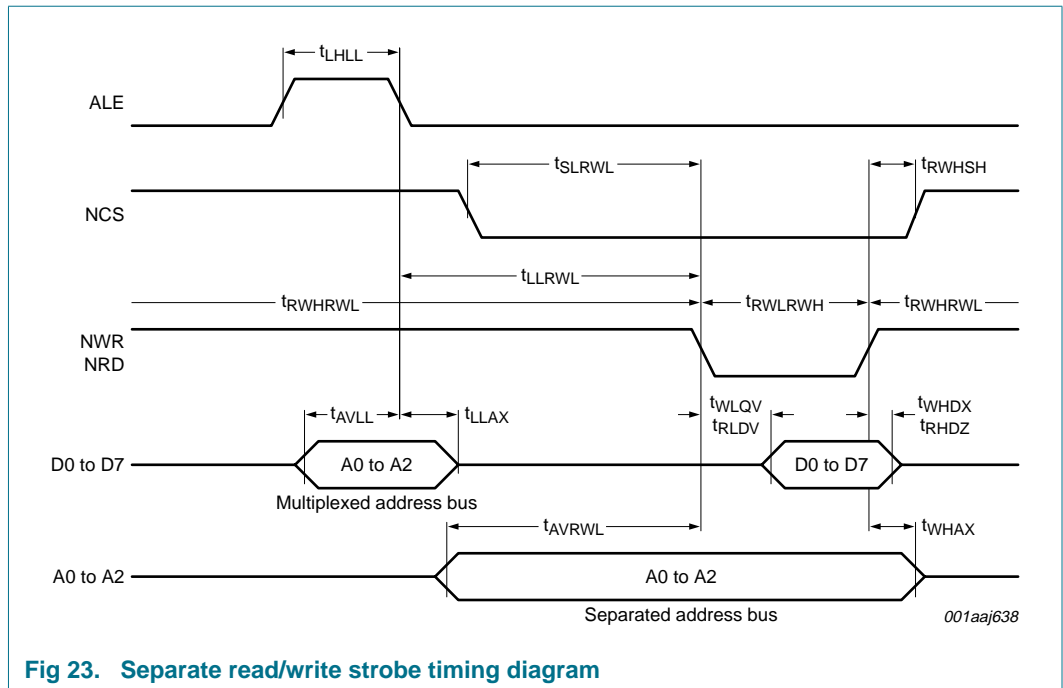 tLHLL
ALE
tSLRWL
tRWHSH
NCS
tLLRWL
tRWHRWL
tRWLRWH
tRWHRWL
NWR
NRD
tAVLL
tLLAX
tWLQV
tRLDV
tWHDX
tRHDZ
D0 to D7
A0 to A2
D0 to D7
Multiplexed address bus
tAVRWL
tWHAX
A0 to A2
A0 to A2
Separated address bus
001aaj638
Fig 23. Separate read/write strobe timing diagram